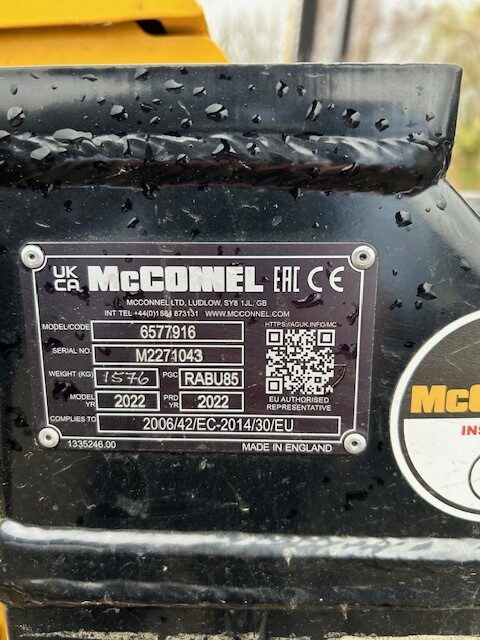 UK CA McCONNEL EAC CE
MCCONNEL LTD, LUDLOW. SY8 1JL. GB
INT TEL +44(0)1584 873131 WWW.MCCONNEL.COM
MODEL/CODE 6577916
HTTPS://AGUK.INFO/MC
SERIAL NO. M2271043
WEIGHT (KG) 1576 PGC RABU85
MODEL YR 2022 PRD YR 2022
EU AUTHORISED
REPRESENTATIVE
COMPLIES TO 2006/42/EC-2014/30/EU
1335246.00 MADE IN ENGLAND